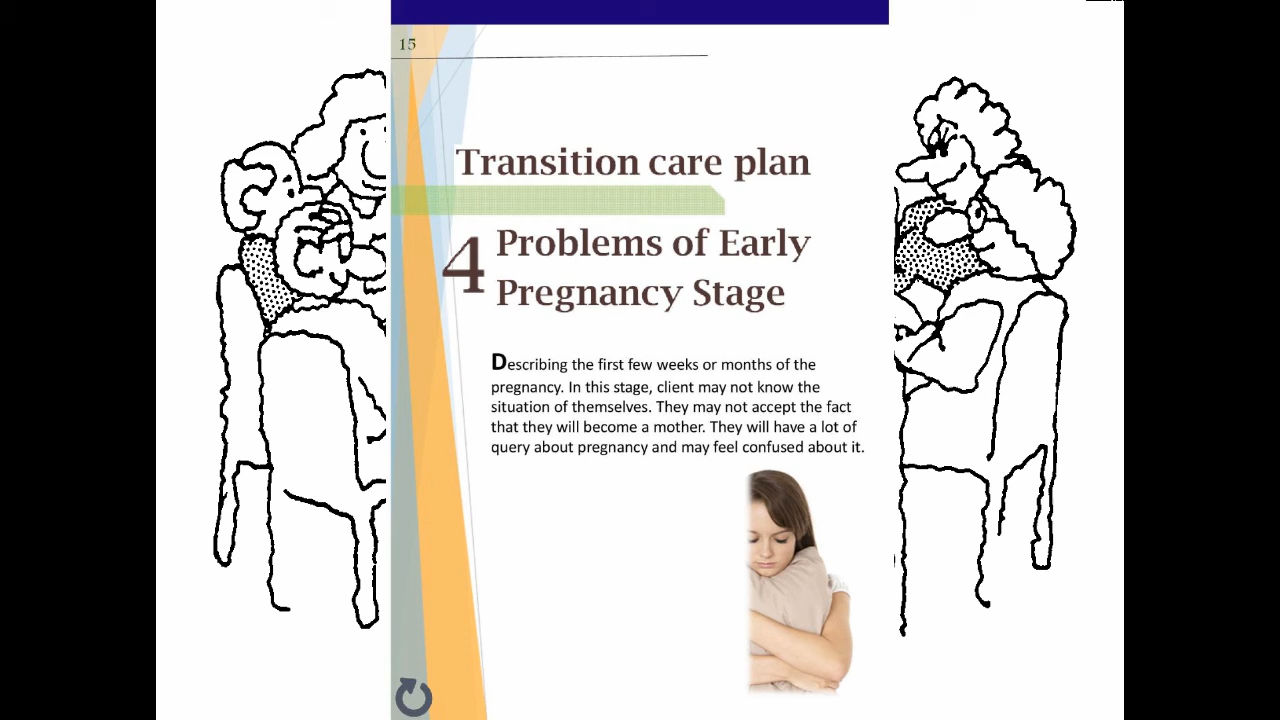 15
Transition care plan
4 Problems of Early
Pregnancy Stage
Describing the first few weeks or months of the
pregnancy. In this stage, client may not know the
situation of themselves. They may not accept the fact
that they will become a mother. They will have a lot of
query about pregnancy and may feel confused about it.